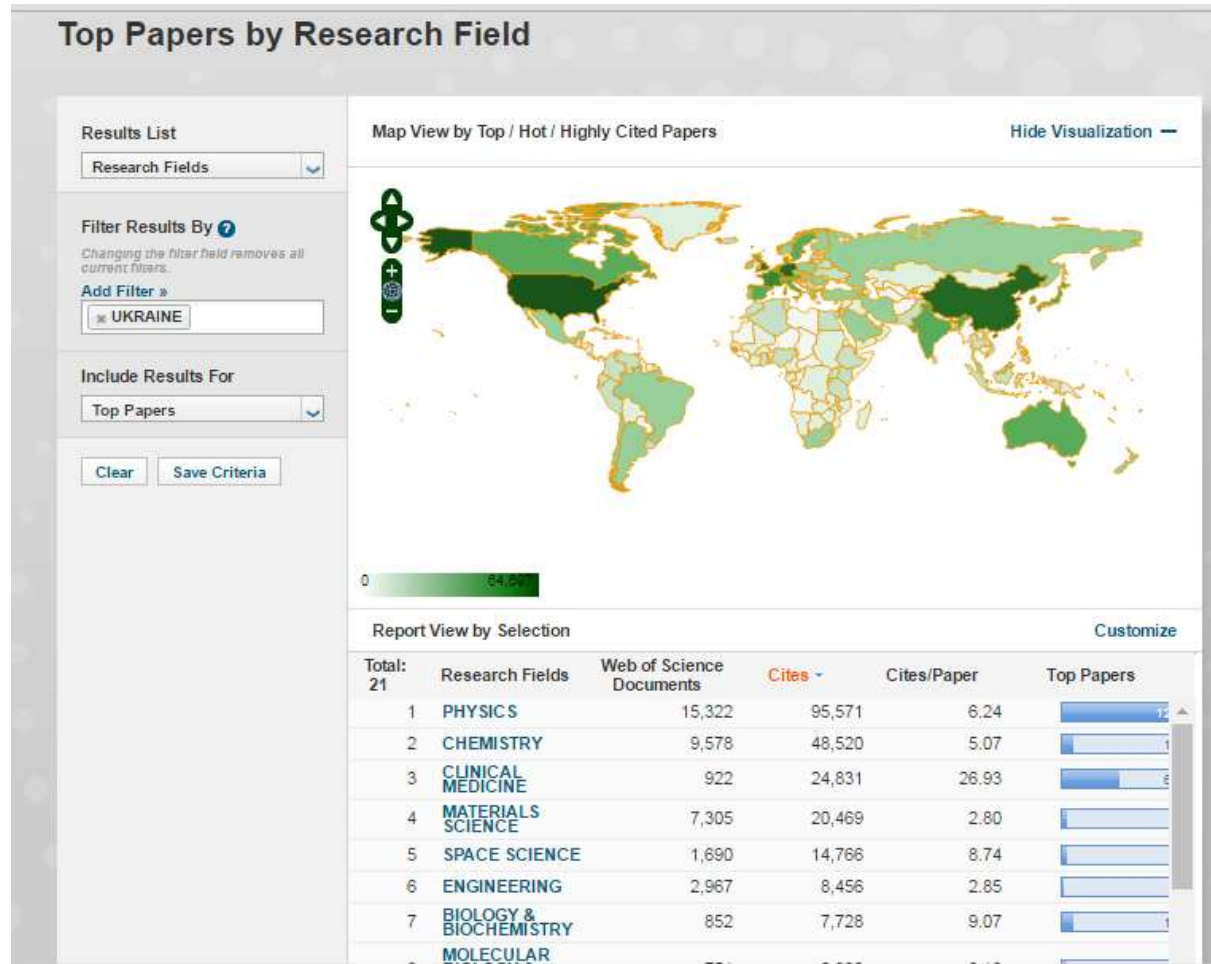 Top Papers by Research Field
Results List
Research Fields
Filter Results By ?
Changing the filter field removes all
current filters.
Add Filter »
× UKRAINE
Include Results For
Top Papers
Clear Save Criteria
Map View by Top / Hot / Highly Cited Papers
Hide Visualization —
0 64,697
Report View by Selection
Customize
Total: 21 Research Fields Web of Science Documents Cites Cites/Paper Top Papers
1 PHYSICS 15,322 95,571 6.24 12
2 CHEMISTRY 9,578 48,520 5.07 1
3 CLINICAL MEDICINE 922 24,831 26.93 6
4 MATERIALS SCIENCE 7,305 20,469 2.80
5 SPACE SCIENCE 1,690 14,766 8.74
6 ENGINEERING 2,967 8,456 2.85
7 BIOLOGY & BIOCHEMISTRY 852 7,728 9.07 1
MOLECULAR